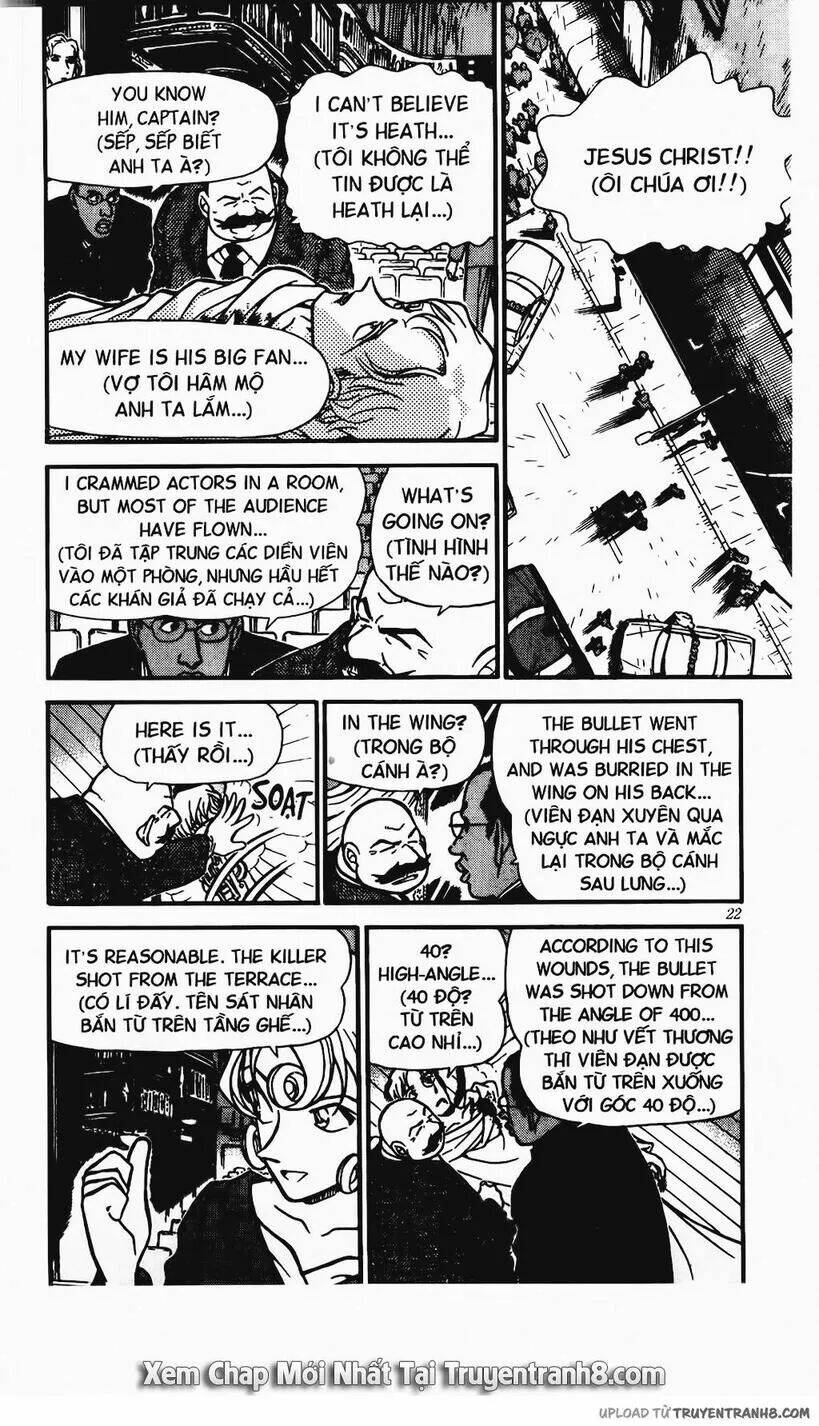 JESUS CHRIST!!
(ÔI CHÚA ƠI!!)
I CAN'T BELIEVE
IT'S HEATH...
(TÔI KHÔNG THỂ
TIN ĐƯỢC LÀ
HEATH LẠI...)
YOU KNOW
HIM, CAPTAIN?
(SẾP, SẾP BIẾT
ANH TA À?)
MY WIFE IS HIS BIG FAN...
(VỢ TÔI HÂM MỘ
ANH TA LẮM...)
WHAT'S
GOING ON?
(TÌNH HÌNH
THẾ NÀO?)
I CRAMMED ACTORS IN A ROOM,
BUT MOST OF THE AUDIENCE
HAVE FLOWN...
(TÔI ĐÃ TẬP TRUNG CÁC DIỄN VIÊN
VÀO MỘT PHÒNG, NHƯNG HẦU HẾT
CÁC KHÁN GIẢ ĐÃ CHẠY CẢ...)
THE BULLET WENT
THROUGH HIS CHEST,
AND WAS BURRIED IN THE
WING ON HIS BACK...
(VIÊN ĐẠN XUYÊN QUA
NGỰC ANH TA VÀ MẮC
LẠI TRONG BỘ CÁNH
SAU LƯNG...)
IN THE WING?
(TRONG BỘ
CÁNH À?)
HERE IS IT...
(THẤY RỒI...)
SOẠT
22
ACCORDING TO THIS
WOUNDS, THE BULLET
WAS SHOT DOWN FROM
THE ANGLE OF 400...
(THEO NHƯ VẾT THƯƠNG
THÌ VIÊN ĐẠN ĐƯỢC
BẮN TỪ TRÊN XUỐNG
VỚI GÓC 40 ĐỘ...)
40?
HIGH-ANGLE...
(40 ĐỘ?
TỪ TRÊN
CAO NHỈ...)
IT'S REASONABLE. THE KILLER
SHOT FROM THE TERRACE...
(CÓ LÍ ĐẤY. TÊN SÁT NHÂN
BẮN TỪ TRÊN TẦNG GHẾ...)
Xem Chap Mới Nhất Tại Truyentranh8.com
UPLOAD TỪ TRUYENTRANH8.COM